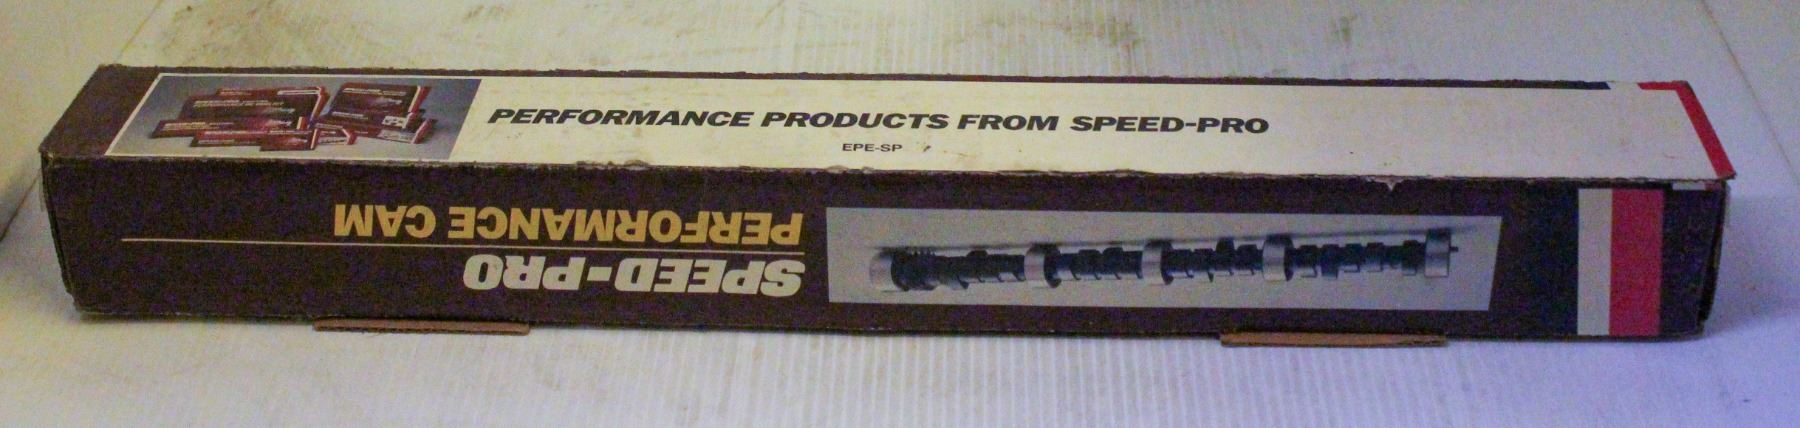 PERFORMANCE PRODUCTS FROM SPEED-PRO
EPE-SP
SPEED-PRO
PERFORMANCE CAM